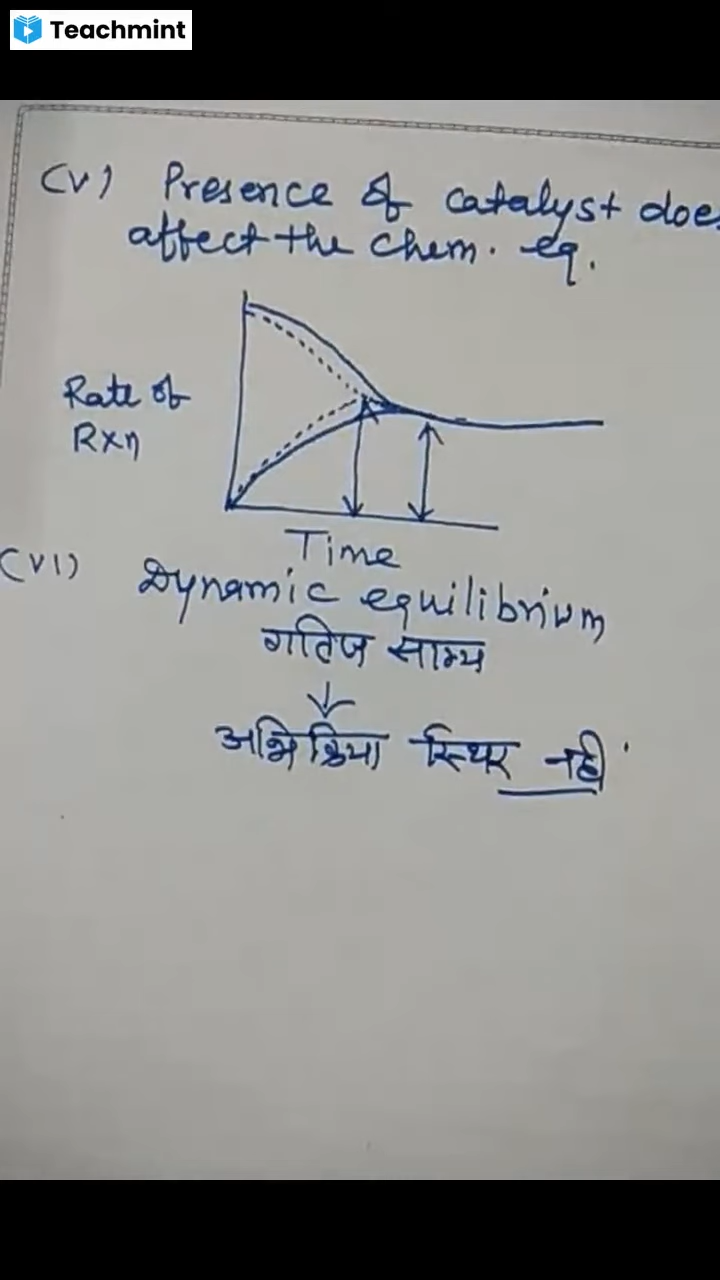 Teachmint
(V) Presence of catalyst doe
affect the chem. eq.
Rate of
Rxn
Time
(VI) Dynamic equilibrium
गतिज साम्य
अभिक्रिया स्थिर नही